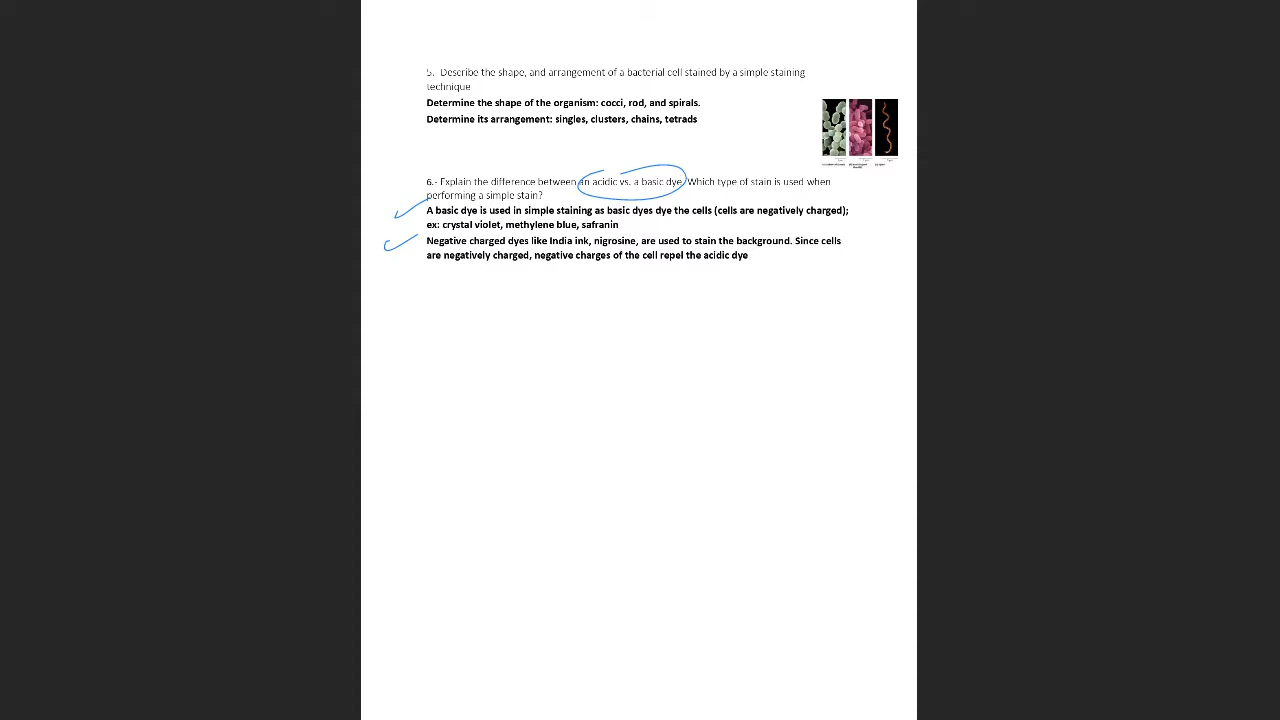 5. Describe the shape, and arrangement of a bacterial cell stained by a simple staining
technique
Determine the shape of the organism: cocci, rod, and spirals.
Determine its arrangement: singles, clusters, chains, tetrads
6.- Explain the difference between an acidic vs. a basic dye. Which type of stain is used when
performing a simple stain?
A basic dye is used in simple staining as basic dyes dye the cells (cells are negatively charged);
ex: crystal violet, methylene blue, safranin
Negative charged dyes like India ink, nigrosine, are used to stain the background. Since cells
are negatively charged, negative charges of the cell repel the acidic dye